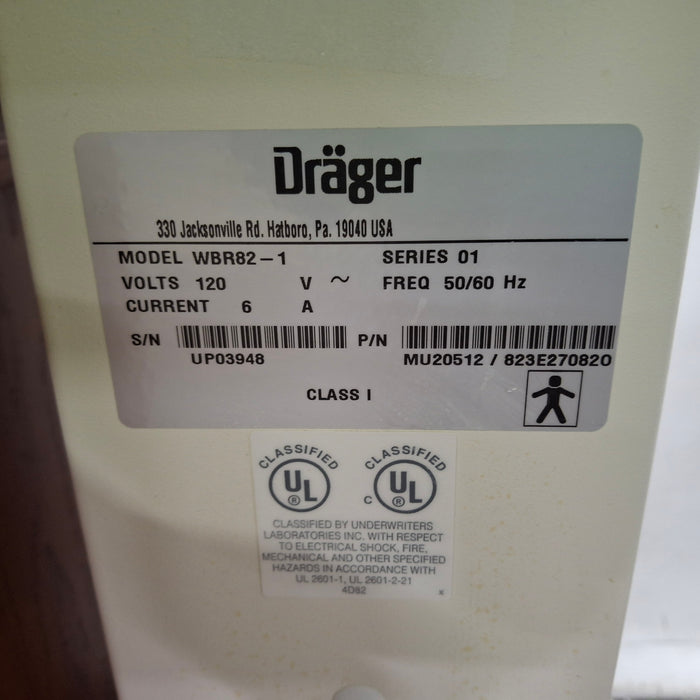 Dräger
330 Jacksonville Rd. Hatboro, Pa. 19040 USA
MODEL WBR82-1 SERIES 01
VOLTS 120 V ~ FREQ 50/60 Hz
CURRENT 6 A
S/N P/N
UP03948 MU20512 / 823E270820
CLASS I
CLASSIFIED CLASSIFIED
UL ® C UL ®
CLASSIFIED BY UNDERWRITERS
LABORATORIES INC. WITH RESPECT
TO ELECTRICAL SHOCK, FIRE,
MECHANICAL AND OTHER SPECIFIED
HAZARDS IN ACCORDANCE WITH
UL 2601-1, UL 2601-2-21
4D82 x